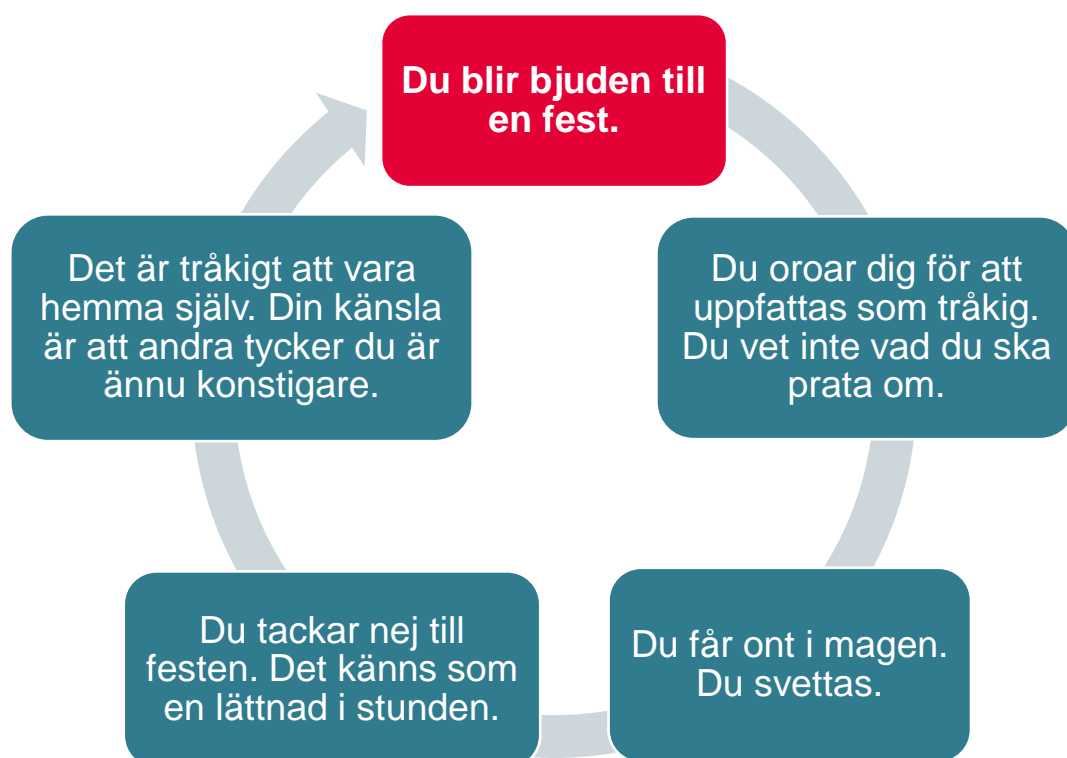 Du blir bjuden till
en fest.
Du oroar dig för att
uppfattas som tråkig.
Du vet inte vad du ska
prata om.
Du får ont i magen.
Du svettas.
Du tackar nej till
festen. Det känns som
en lättnad i stunden.
Det är tråkigt att vara
hemma själv. Din känsla
är att andra tycker du är
ännu konstigare.